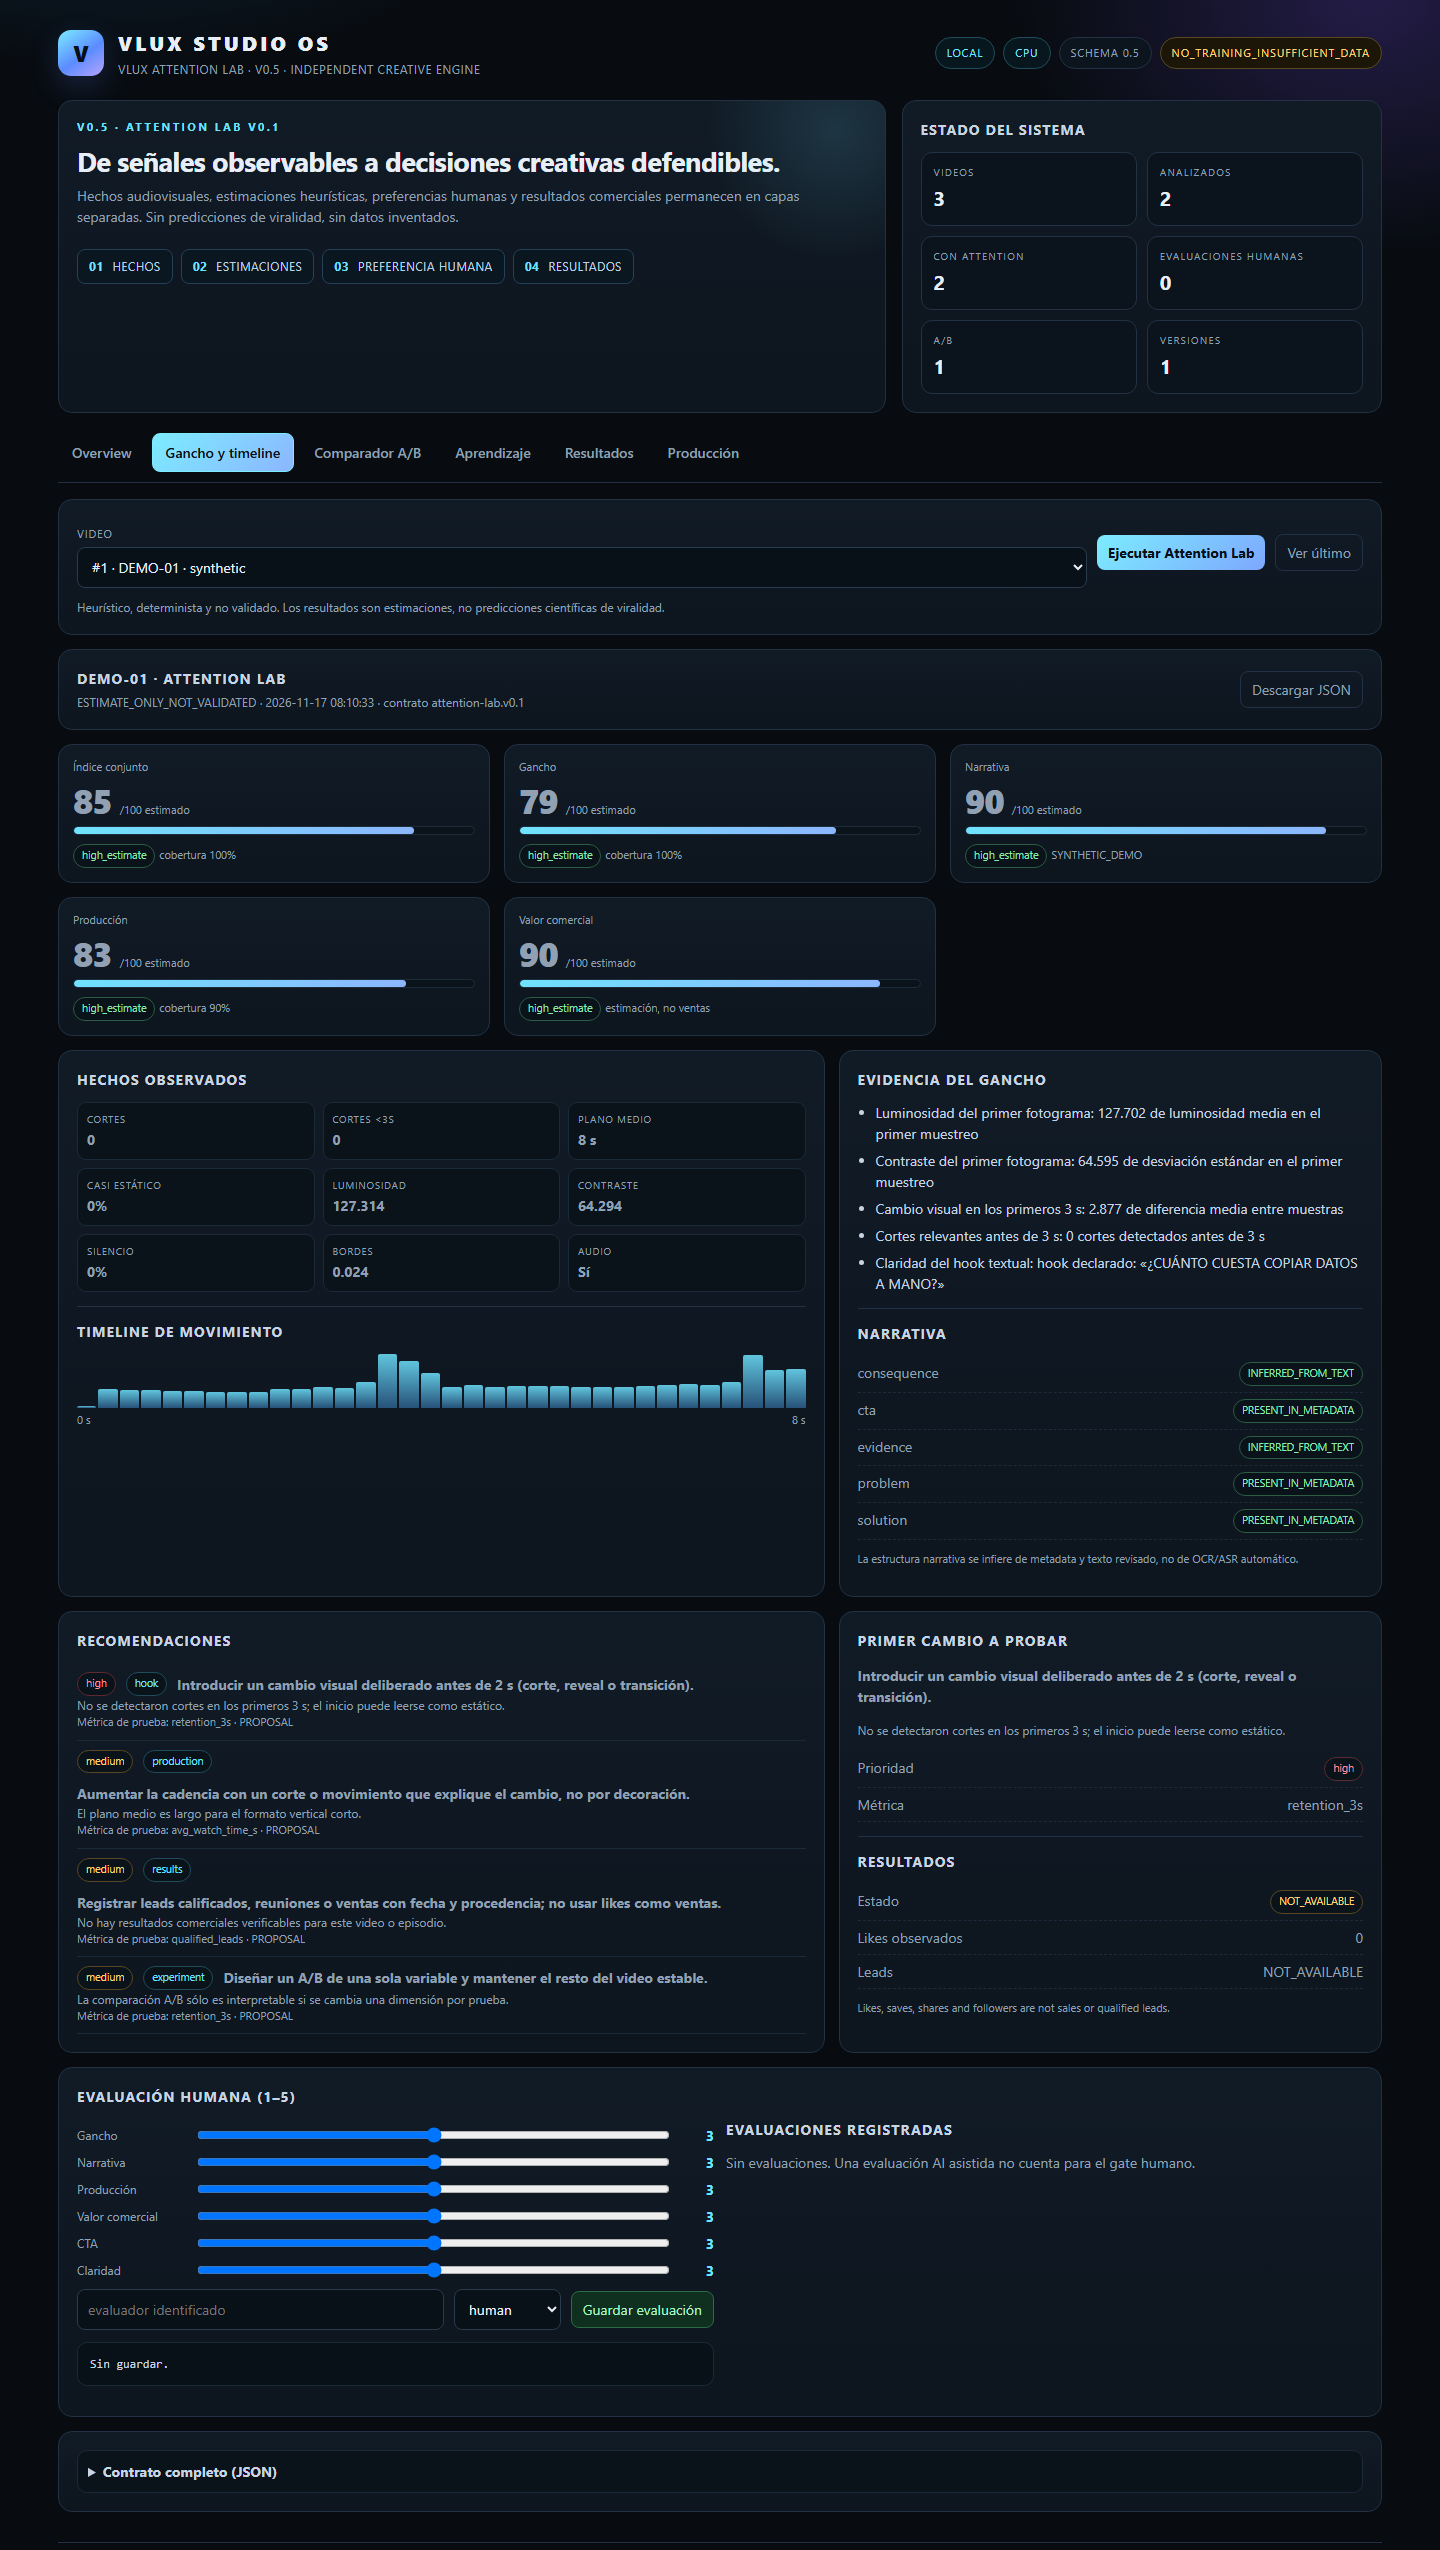 V
VLUX STUDIO OS
VLUX ATTENTION LAB · V0.5 · INDEPENDENT CREATIVE ENGINE
LOCAL
CPU
SCHEMA 0.5
NO_TRAINING_INSUFFICIENT_DATA
V0.5 · ATTENTION LAB V0.1
De señales observables a decisiones creativas defendibles.
Hechos audiovisuales, estimaciones heurísticas, preferencias humanas y resultados comerciales permanecen en capas
separadas. Sin predicciones de viralidad, sin datos inventados.
01 HECHOS
02 ESTIMACIONES
03 PREFERENCIA HUMANA
04 RESULTADOS
ESTADO DEL SISTEMA
VIDEOS
3
ANALIZADOS
2
CON ATTENTION
2
EVALUACIONES HUMANAS
0
A/B
1
VERSIONES
1
Overview
Gancho y timeline
Comparador A/B
Aprendizaje
Resultados
Producción
VIDEO
#1 · DEMO-01 · synthetic
Ejecutar Attention Lab
Ver último
Heurístico, determinista y no validado. Los resultados son estimaciones, no predicciones científicas de viralidad.
DEMO-01 · ATTENTION LAB
ESTIMATE_ONLY_NOT_VALIDATED · 2026-11-17 08:10:33 · contrato attention-lab.v0.1
Descargar JSON
Índice conjunto
85 /100 estimado
high_estimate cobertura 100%
Gancho
79 /100 estimado
high_estimate cobertura 100%
Narrativa
90 /100 estimado
high_estimate SYNTHETIC_DEMO
Producción
83 /100 estimado
high_estimate cobertura 90%
Valor comercial
90 /100 estimado
high_estimate estimación, no ventas
HECHOS OBSERVADOS
CORTES
0
CORTES <3S
0
PLANO MEDIO
8 s
CASI ESTÁTICO
0%
LUMINOSIDAD
127.314
CONTRASTE
64.294
SILENCIO
0%
BORDES
0.024
AUDIO
Sí
TIMELINE DE MOVIMIENTO
0 s
8 s
EVIDENCIA DEL GANCHO
• Luminosidad del primer fotograma: 127.702 de luminosidad media en el
primer muestreo
• Contraste del primer fotograma: 64.595 de desviación estándar en el primer
muestreo
• Cambio visual en los primeros 3 s: 2.877 de diferencia media entre muestras
• Cortes relevantes antes de 3 s: 0 cortes detectados antes de 3 s
• Claridad del hook textual: hook declarado: «¿CUÁNTO CUESTA COPIAR DATOS
A MANO?»
NARRATIVA
consequence INFERRED_FROM_TEXT
cta PRESENT_IN_METADATA
evidence INFERRED_FROM_TEXT
problem PRESENT_IN_METADATA
solution PRESENT_IN_METADATA
La estructura narrativa se infiere de metadata y texto revisado, no de OCR/ASR automático.
RECOMENDACIONES
high hook Introducir un cambio visual deliberado antes de 2 s (corte, reveal o transición).
No se detectaron cortes en los primeros 3 s; el inicio puede leerse como estático.
Métrica de prueba: retention_3s · PROPOSAL
medium production
Aumentar la cadencia con un corte o movimiento que explique el cambio, no por decoración.
El plano medio es largo para el formato vertical corto.
Métrica de prueba: avg_watch_time_s · PROPOSAL
medium results
Registrar leads calificados, reuniones o ventas con fecha y procedencia; no usar likes como ventas.
No hay resultados comerciales verificables para este video o episodio.
Métrica de prueba: qualified_leads · PROPOSAL
medium experiment Diseñar un A/B de una sola variable y mantener el resto del video estable.
La comparación A/B sólo es interpretable si se cambia una dimensión por prueba.
Métrica de prueba: retention_3s · PROPOSAL
PRIMER CAMBIO A PROBAR
Introducir un cambio visual deliberado antes de 2 s (corte, reveal o
transición).
No se detectaron cortes en los primeros 3 s; el inicio puede leerse como estático.
Prioridad high
Métrica retention_3s
RESULTADOS
Estado NOT_AVAILABLE
Likes observados 0
Leads NOT_AVAILABLE
Likes, saves, shares and followers are not sales or qualified leads.
EVALUACIÓN HUMANA (1–5)
Gancho 3
Narrativa 3
Producción 3
Valor comercial 3
CTA 3
Claridad 3
evaluador identificado
human
Guardar evaluación
Sin guardar.
EVALUACIONES REGISTRADAS
Sin evaluaciones. Una evaluación AI asistida no cuenta para el gate humano.
▶ Contrato completo (JSON)